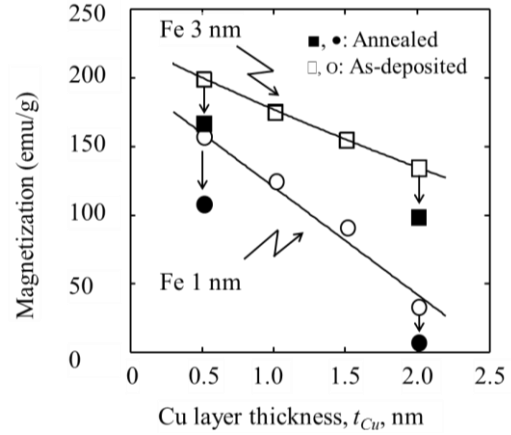 Magnetization (emu/g)
250
200
150
100
50
0
Fe 3 nm
■, ●: Annealed
□, ○: As-deposited
Fe 1 nm
0 0.5 1.0 1.5 2.0 2.5
Cu layer thickness, t_Cu, nm